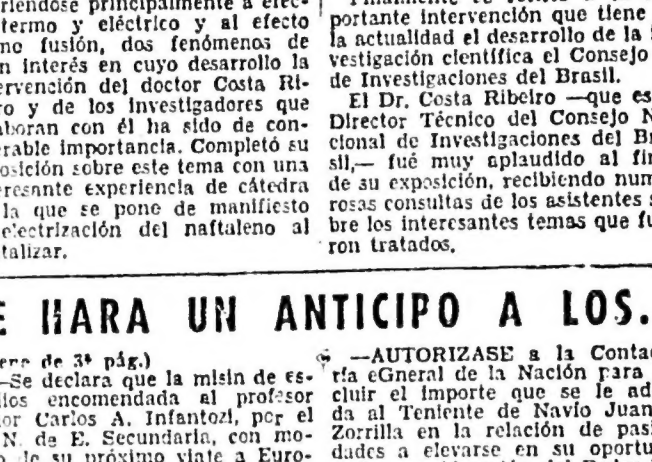 riéndose principalmente a efec-
termo y eléctrico y al efecto
no fusión, dos fenómenos de
n interés en cuyo desarrollo la
ervención del doctor Costa Ri-
ro y de los investigadores que
aboran con él ha sido de con-
erable importancia. Completó su
osición sobre este tema con una
eresante experiencia de cátedra
la que se pone de manifiesto
electrización del naftaleno al
talizar.
portante intervención que tiene
la actualidad el desarrollo de la
vestigación científica el Consejo
de Investigaciones del Brasil.
El Dr. Costa Ribeiro —que es
Director Técnico del Consejo N
cional de Investigaciones del Br
sil,— fué muy aplaudido al fin
de su exposición, recibiendo num
rosas consultas de los asistentes s
bre los interesantes temas que fu
ron tratados.
E HARA UN ANTICIPO A LOS.
ene de 3ª pág.)
—Se declara que la misin de es-
dios encomendada al profesor
or Carlos A. Infantozi, por el
N. de E. Secundaria, con mo-
o de su próximo viaje a Euro-
—AUTORIZASE a la Conta
ría eGneral de la Nación para
cluir el importe que se le ad
da al Teniente de Navío Juan
Zorrilla en la relación de pasi
dades a elevarse en su oportu